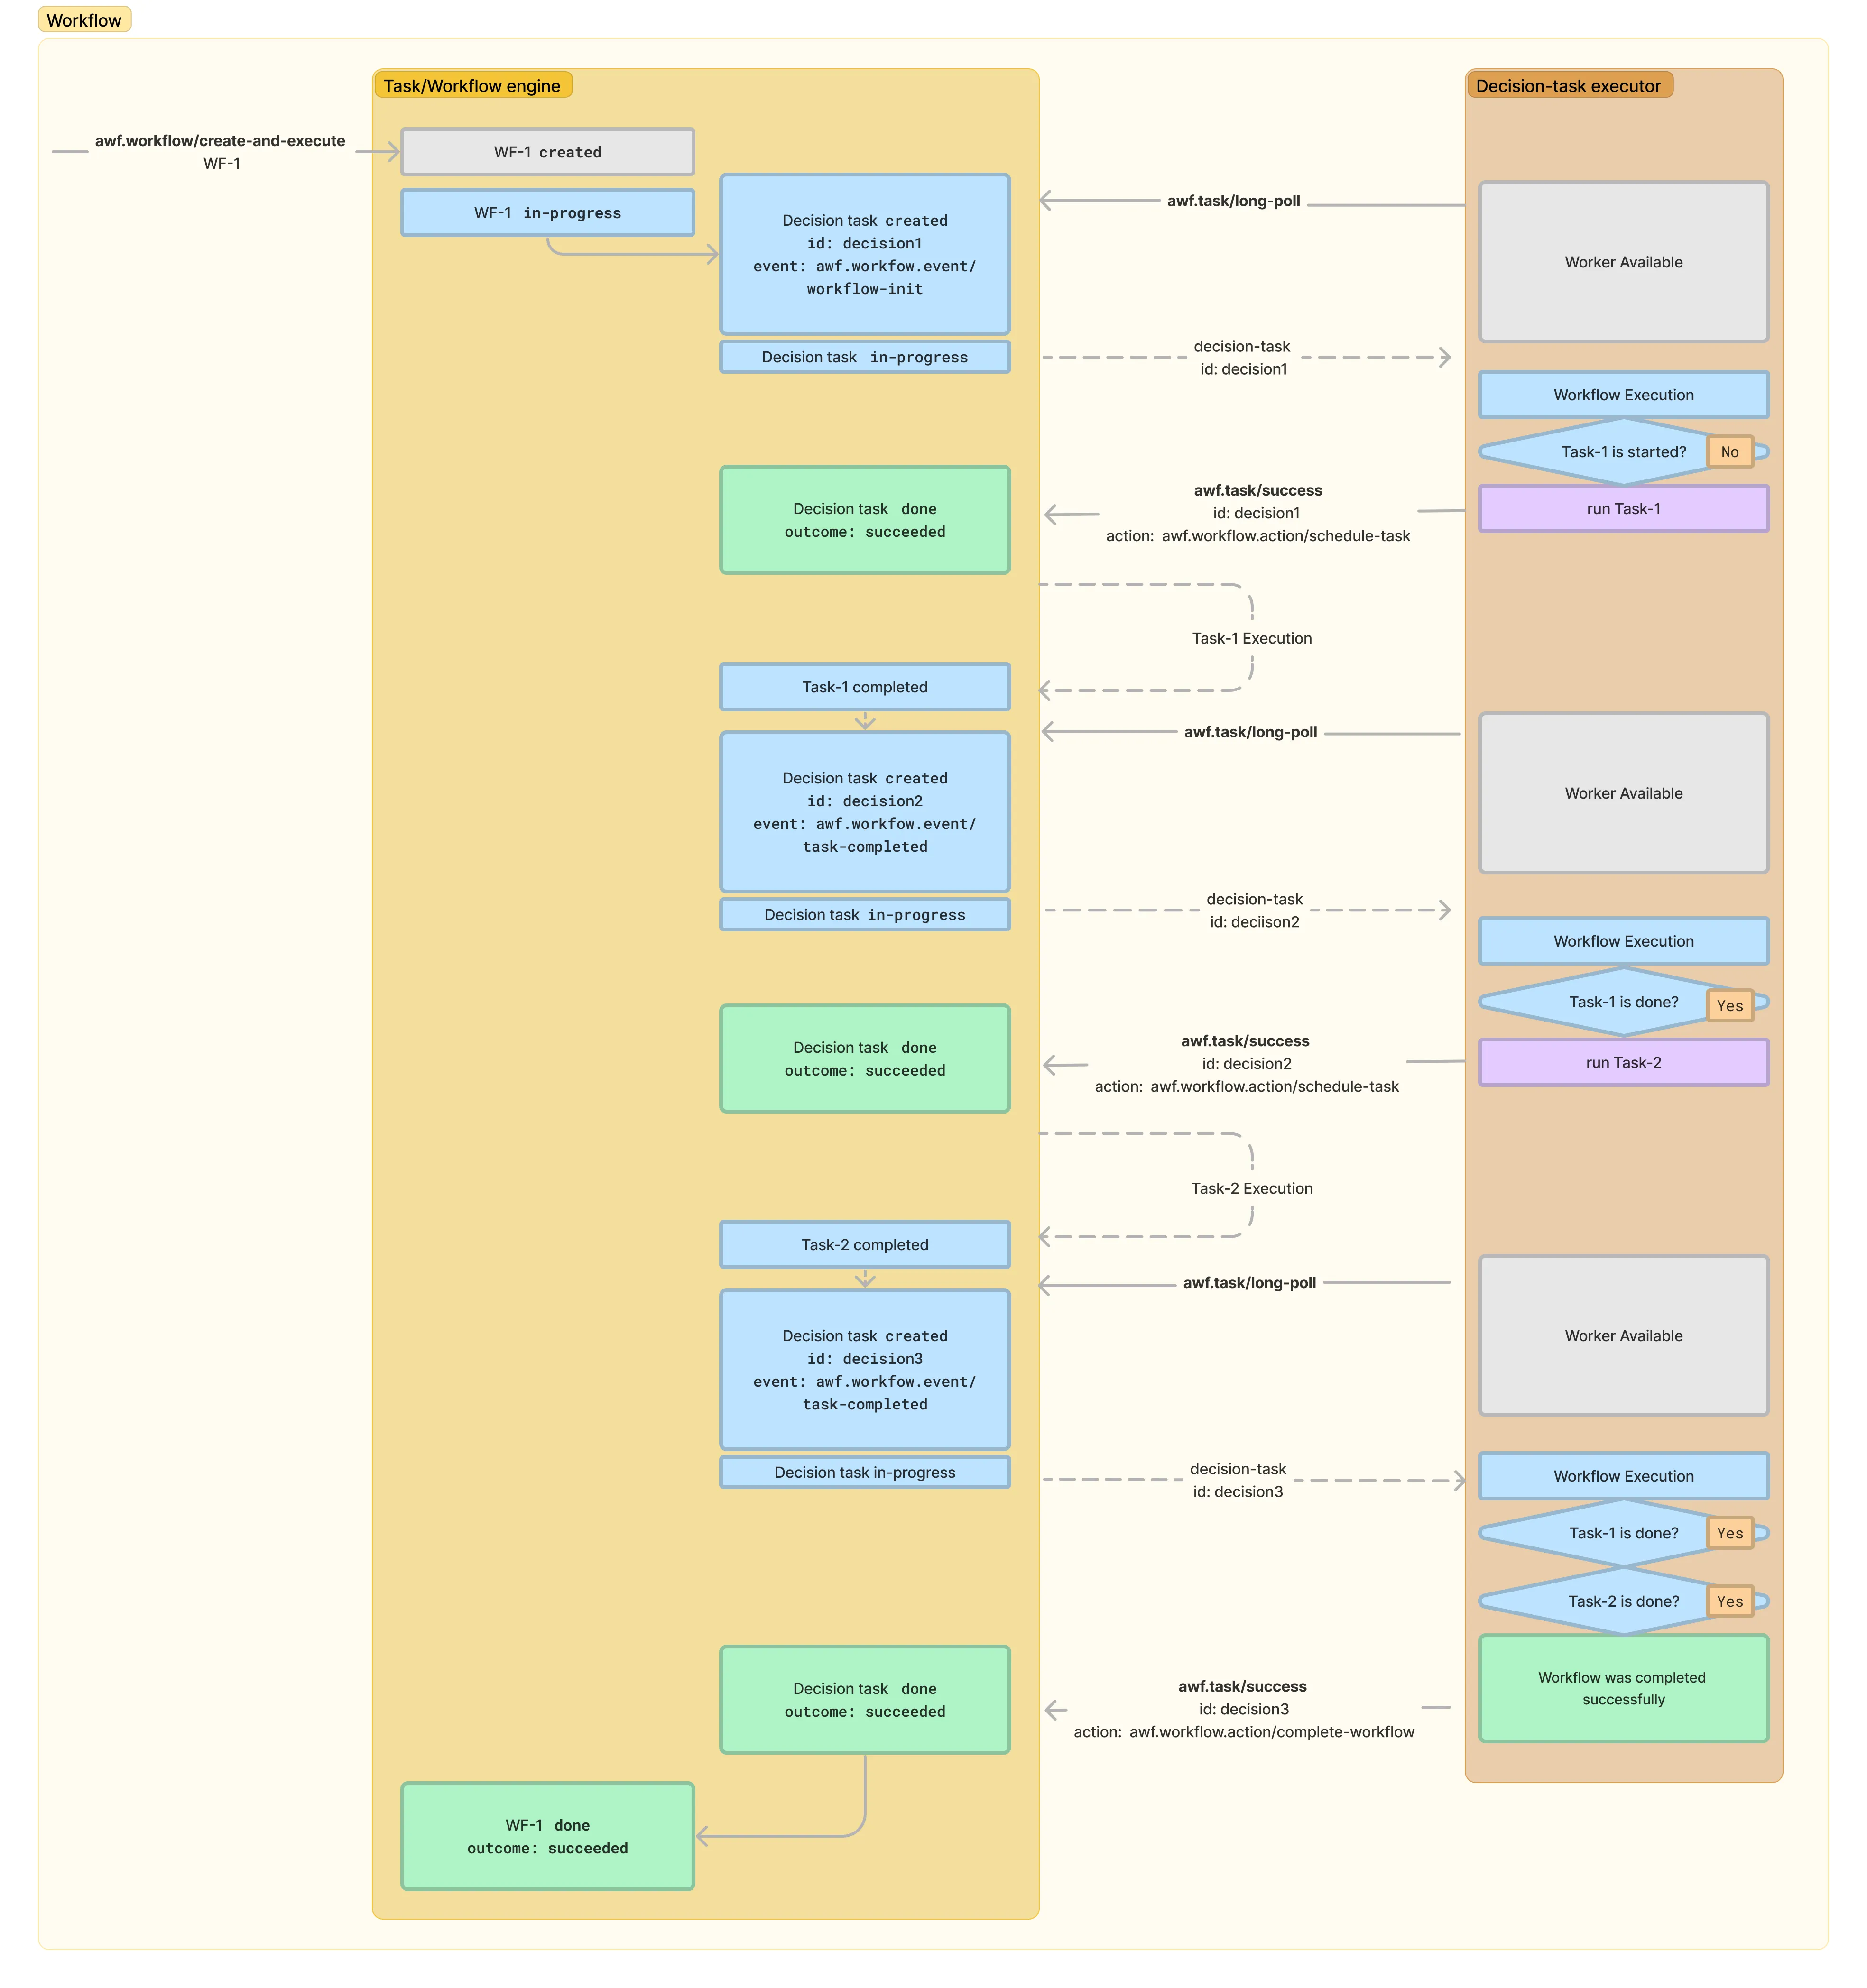 Workflow
Task/Workflow engine
Decision-task executor
awf.workflow/create-and-execute
WF-1
WF-1 created
WF-1 in-progress
Decision task created
id: decision1
event: awf.workfow.event/
workflow-init
awf.task/long-poll
Worker Available
Decision task in-progress
decision-task
id: decision1
Workflow Execution
Task-1 is started?
No
run Task-1
awf.task/success
id: decision1
action: awf.workflow.action/schedule-task
Decision task done
outcome: succeeded
Task-1 Execution
Task-1 completed
awf.task/long-poll
Worker Available
Decision task created
id: decision2
event: awf.workfow.event/
task-completed
Decision task in-progress
decision-task
id: deciison2
Workflow Execution
Task-1 is done?
Yes
run Task-2
awf.task/success
id: decision2
action: awf.workflow.action/schedule-task
Decision task done
outcome: succeeded
Task-2 Execution
Task-2 completed
awf.task/long-poll
Worker Available
Decision task created
id: decision3
event: awf.workfow.event/
task-completed
Decision task in-progress
decision-task
id: decision3
Workflow Execution
Task-1 is done?
Yes
Task-2 is done?
Yes
Workflow was completed
successfully
awf.task/success
id: decision3
action: awf.workflow.action/complete-workflow
Decision task done
outcome: succeeded
WF-1 done
outcome: succeeded